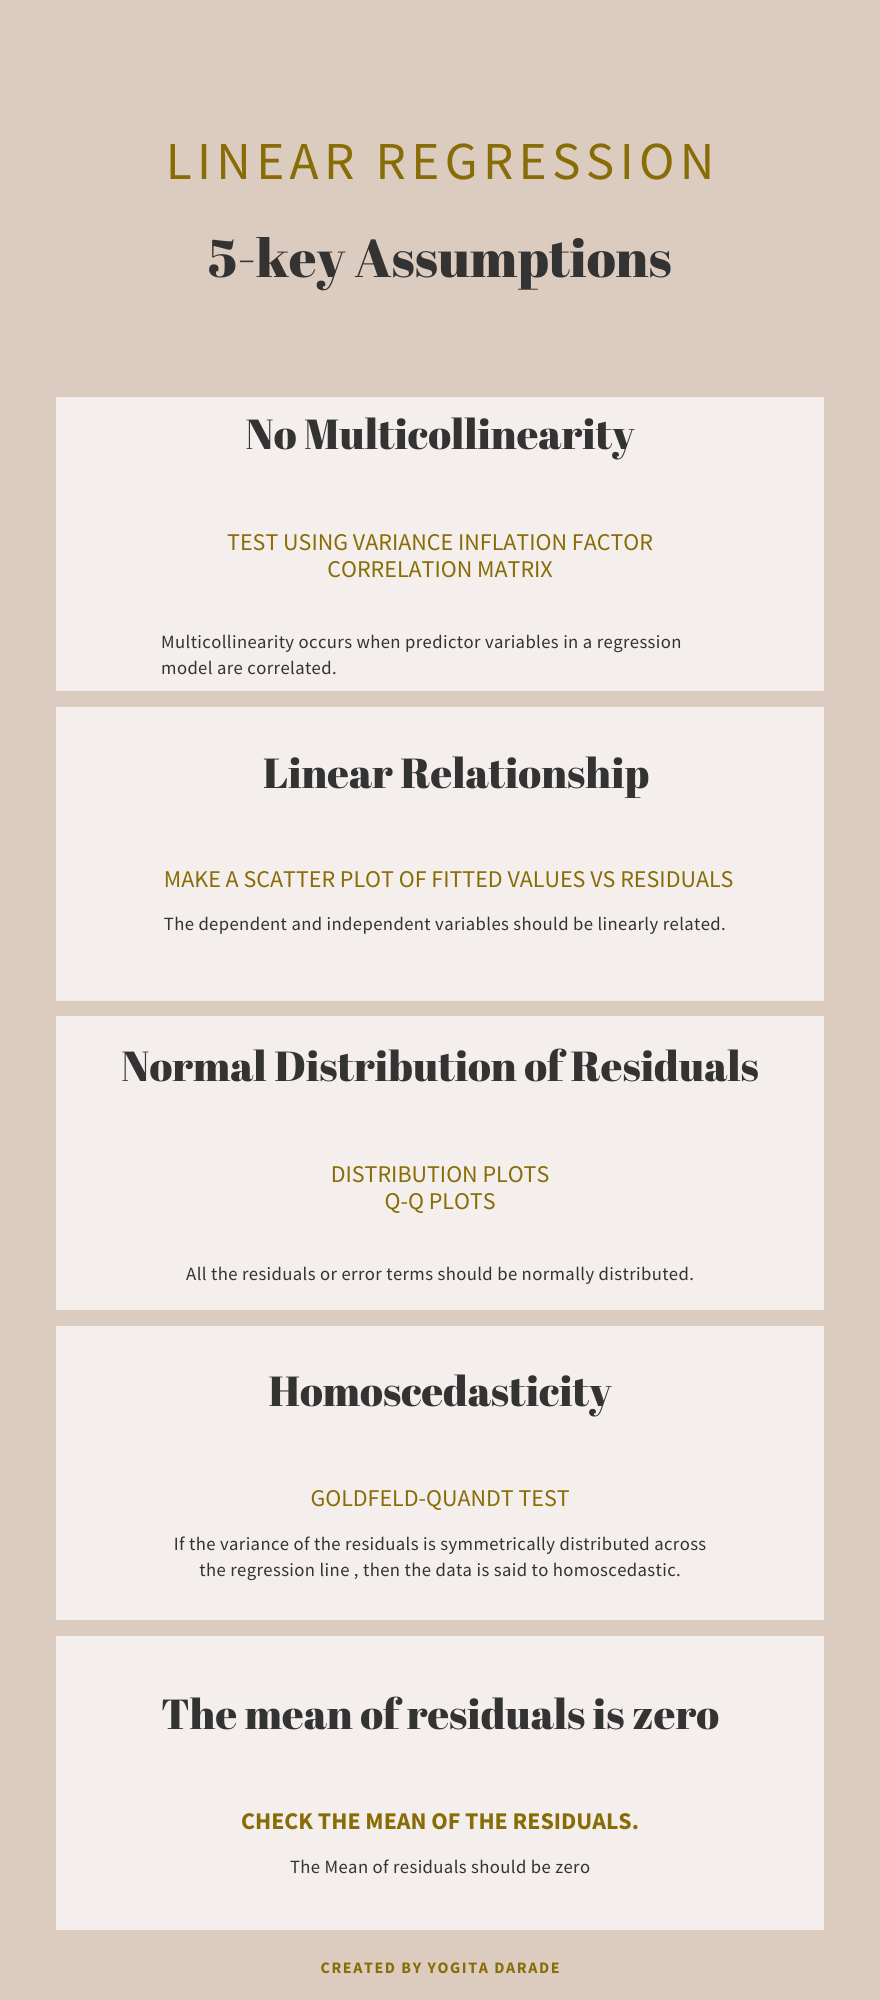 LINEAR REGRESSION
5-key Assumptions
No Multicollinearity
TEST USING VARIANCE INFLATION FACTOR
CORRELATION MATRIX
Multicollinearity occurs when predictor variables in a regression
model are correlated.
Linear Relationship
MAKE A SCATTER PLOT OF FITTED VALUES VS RESIDUALS
The dependent and independent variables should be linearly related.
Normal Distribution of Residuals
DISTRIBUTION PLOTS
Q-Q PLOTS
All the residuals or error terms should be normally distributed.
Homoscedasticity
GOLDFELD-QUANDT TEST
If the variance of the residuals is symmetrically distributed across
the regression line , then the data is said to homoscedastic.
The mean of residuals is zero
CHECK THE MEAN OF THE RESIDUALS.
The Mean of residuals should be zero
CREATED BY YOGITA DARADE